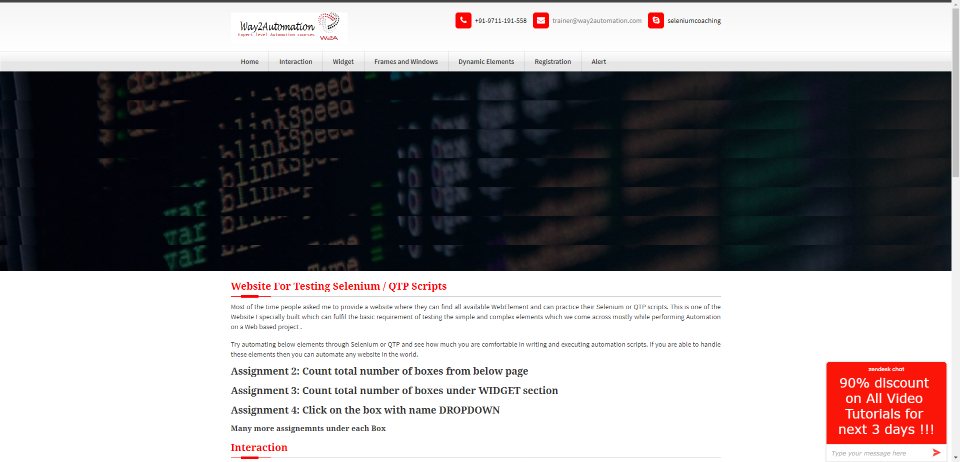 Way2Automation
Expert level Automation courses
W2A
+91-9711-191-558
trainer@way2automation.com
seleniumcoaching
Home
Interaction
Widget
Frames and Windows
Dynamic Elements
Registration
Alert
blinkSpeed
blinkSpeed
var
var
Website For Testing Selenium / QTP Scripts
Most of the time people asked me to provide a website where they can find all available WebElement and can practice their Selenium or QTP scripts. This is one of the
Website I specially built which can fulfil the basic requirement of testing the simple and complex elements which we come across mostly while performing Automation
on a Web based project .
Try automating below elements through Selenium or QTP and see how much you are comfortable in writing and executing automation scripts. If you are able to handle
these elements then you can automate any website in the world.
Assignment 2: Count total number of boxes from below page
Assignment 3: Count total number of boxes under WIDGET section
Assignment 4: Click on the box with name DROPDOWN
Many more assignemnts under each Box
Interaction
zendesk chat
90% discount
on All Video
Tutorials for
next 3 days !!!
Type your message here